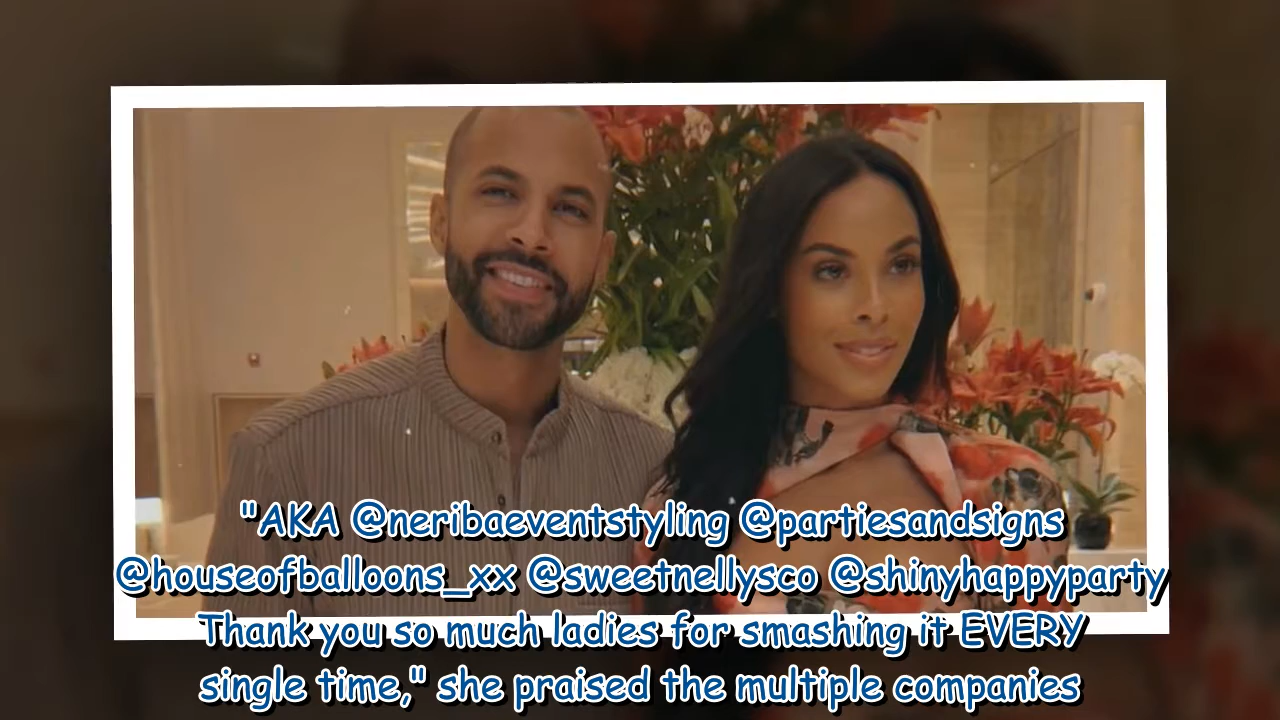 "AKA @neribaeventstyling @partiesandsigns
@houseofballoons_xx @sweetnellysco @shinyhappyparty
Thank you so much ladies for smashing it EVERY
single time," she praised the multiple companies